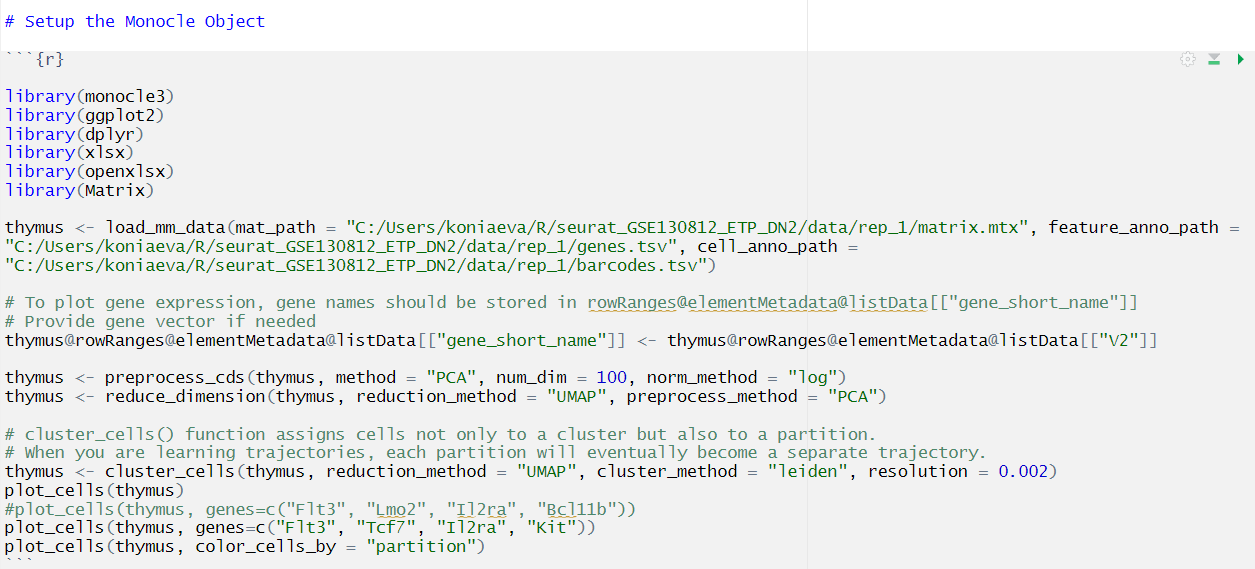 # Setup the Monocle Object
```{r}
library(monocle3)
library(ggplot2)
library(dplyr)
library(xlsx)
library(openxlsx)
library(Matrix)
thymus <- load_mm_data(mat_path = "C:/Users/koniaeva/R/seurat_GSE130812_ETP_DN2/data/rep_1/matrix.mtx", feature_anno_path =
"C:/Users/koniaeva/R/seurat_GSE130812_ETP_DN2/data/rep_1/genes.tsv", cell_anno_path =
"C:/Users/koniaeva/R/seurat_GSE130812_ETP_DN2/data/rep_1/barcodes.tsv")
# To plot gene expression, gene names should be stored in rowRanges@elementMetadata@listData[["gene_short_name"]]
# Provide gene vector if needed
thymus@rowRanges@elementMetadata@listData[["gene_short_name"]] <- thymus@rowRanges@elementMetadata@listData[["V2"]]
thymus <- preprocess_cds(thymus, method = "PCA", num_dim = 100, norm_method = "log")
thymus <- reduce_dimension(thymus, reduction_method = "UMAP", preprocess_method = "PCA")
# cluster_cells() function assigns cells not only to a cluster but also to a partition.
# When you are learning trajectories, each partition will eventually become a separate trajectory.
thymus <- cluster_cells(thymus, reduction_method = "UMAP", cluster_method = "leiden", resolution = 0.002)
plot_cells(thymus)
#plot_cells(thymus, genes=c("Flt3", "Lmo2", "Il2ra", "Bcl11b"))
plot_cells(thymus, genes=c("Flt3", "Tcf7", "Il2ra", "Kit"))
plot_cells(thymus, color_cells_by = "partition")
```